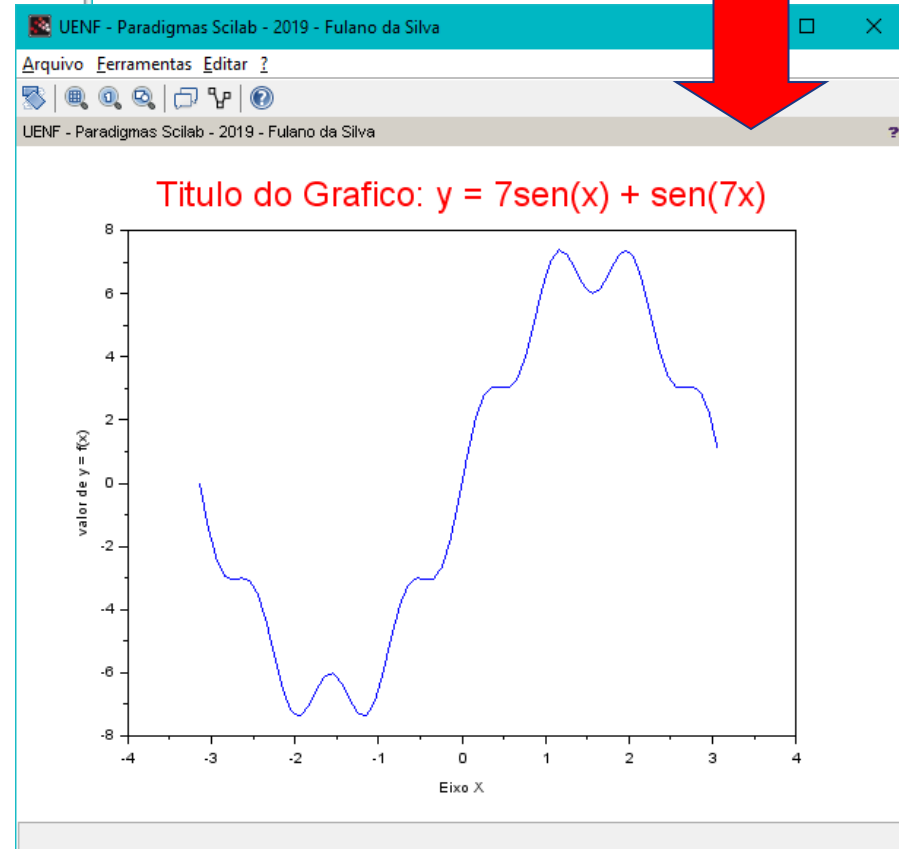 UENF - Paradigmas Scilab - 2019 - Fulano da Silva
Arquivo Ferramentas Editar ?
UENF - Paradigmas Scilab - 2019 - Fulano da Silva ?
Titulo do Grafico: y = 7sen(x) + sen(7x)
8
6
4
2
0
-2
-4
-6
-8
valor de y = f(x)
-4 -3 -2 -1 0 1 2 3 4
Eixo X